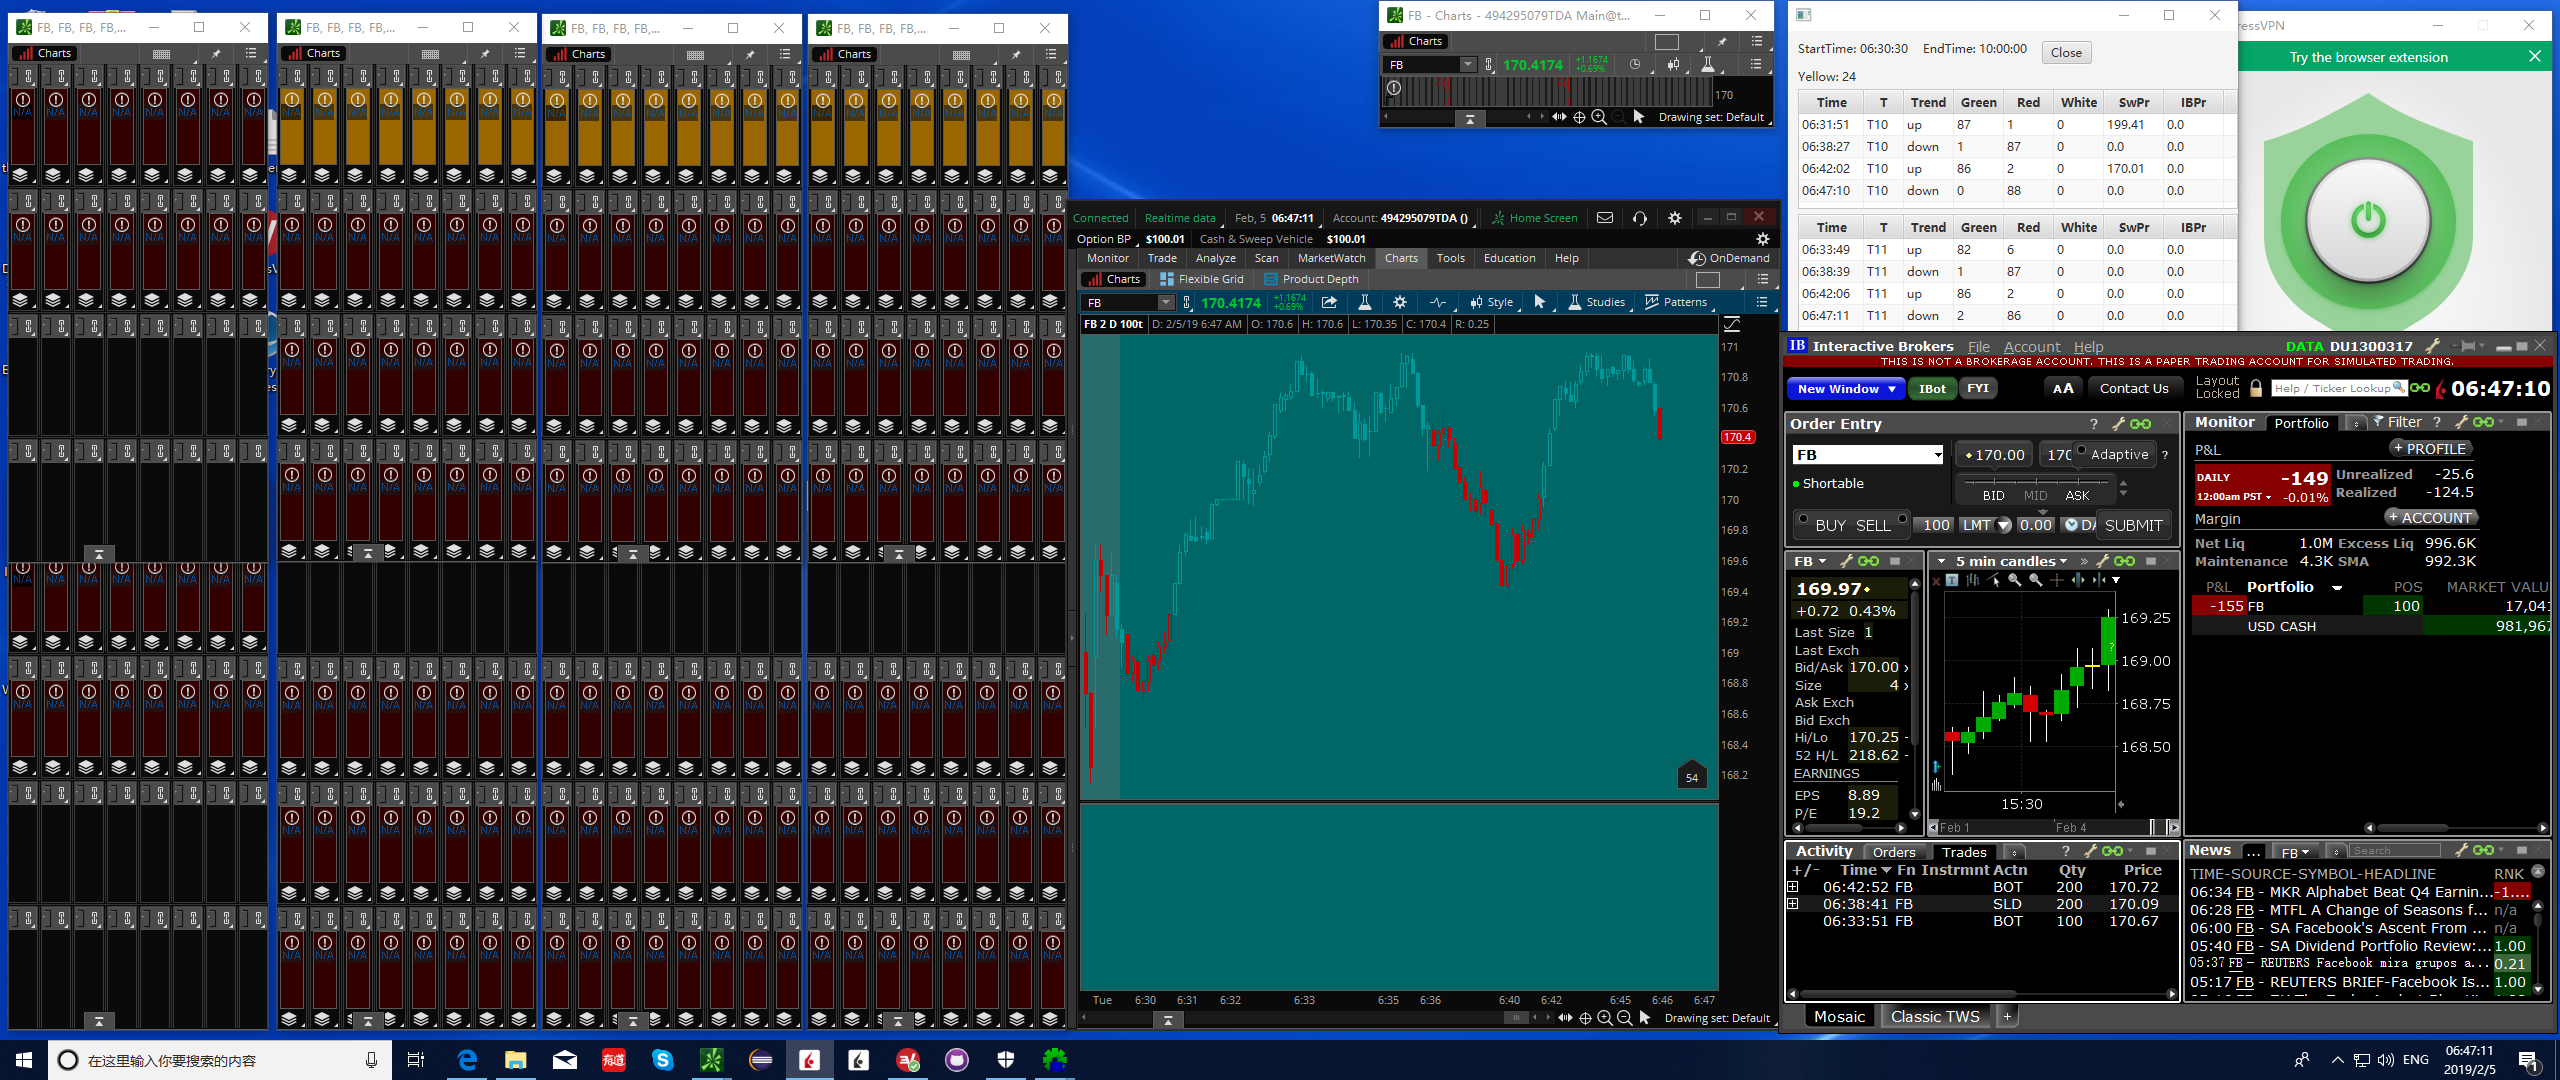 FB, FB, FB, FB,...
Charts
FB, FB, FB, FB,...
Charts
FB, FB, FB, FB,...
Charts
FB, FB, FB, FB,...
Charts
N/A
FB - Charts - 494295079TDA Main@t...
Charts
FB
170.4174
+1.1674
+0.69%
170
Drawing set: Default
Connected
Realtime data
Feb, 5 06:47:11
Account: 494295079TDA ()
Home Screen
Option BP
$100.01
Cash & Sweep Vehicle
$100.01
Monitor Trade Analyze Scan MarketWatch Charts Tools Education Help
OnDemand
Charts Flexible Grid Product Depth
FB
170.4174
+1.1674
+0.69%
Style Studies Patterns
FB 2 D 100t D: 2/5/19 6:47 AM O: 170.6 H: 170.6 L: 170.35 C: 170.4 R: 0.25
171
170.8
170.6
170.4
170.2
170
169.8
169.6
169.4
169.2
169
168.8
168.6
168.4
168.2
54
Tue 6:30 6:31 6:32 6:33 6:35 6:36 6:40 6:42 6:45 6:46 6:47
Drawing set: Default
StartTime: 06:30:30 EndTime: 10:00:00 Close
Yellow: 24
Time T Trend Green Red White SwPr IBPr
06:31:51 T10 up 87 1 0 199.41 0.0
06:38:27 T10 down 1 87 0 0.0 0.0
06:42:02 T10 up 86 2 0 170.01 0.0
06:47:10 T10 down 0 88 0 0.0 0.0
Time T Trend Green Red White SwPr IBPr
06:33:49 T11 up 82 6 0 0.0 0.0
06:38:39 T11 down 1 87 0 0.0 0.0
06:42:06 T11 up 86 2 0 0.0 0.0
06:47:11 T11 down 2 86 0 0.0 0.0
ressVPN
Try the browser extension
IB Interactive Brokers File Account Help
DATA DU1300317
THIS IS NOT A BROKERAGE ACCOUNT. THIS IS A PAPER TRADING ACCOUNT FOR SIMULATED TRADING.
New Window IBot FYI
AA Contact Us
Layout
Locked
Help / Ticker Lookup
06:47:10
Order Entry
FB
170.00
Adaptive
Shortable
BID MID ASK
BUY SELL 100 LMT 0.00 SUBMIT
FB
169.97
+0.72 0.43%
Last Size 1
Last Exch
Bid/Ask 170.00
Size 4
Ask Exch
Bid Exch
Hi/Lo 170.25
52 H/L 218.62
EARNINGS
EPS 8.89
P/E 19.2
5 min candles
169.25
169.00
168.75
168.50
15:30
Feb 1 Feb 4
Monitor Portfolio
Filter
P&L
+ PROFILE
DAILY -149
12:00am PST -0.01%
Unrealized -25.6
Realized -124.5
Margin
+ ACCOUNT
Net Liq 1.0M Excess Liq 996.6K
Maintenance 4.3K SMA 992.3K
P&L Portfolio POS MARKET VALU
-155 FB 100 17,041
USD CASH 981,967
Activity Orders Trades
+/- Time Fn Instrmnt Actn Qty Price
06:42:52 FB BOT 200 170.72
06:38:41 FB SLD 200 170.09
06:33:51 FB BOT 100 170.67
News ... FB Search
TIME-SOURCE-SYMBOL-HEADLINE RNK
06:34 FB - MKR Alphabet Beat Q4 Earnin... -1....
06:28 FB - MTFL A Change of Seasons f... n/a
06:00 FB - SA Facebook's Ascent From ... n/a
05:40 FB - SA Dividend Portfolio Review:... 1.00
05:37 FB - REUTERS Facebook mira grupos a... 0.21
05:17 FB - REUTERS BRIEF-Facebook Is... 1.00
Mosaic Classic TWS +
在这里输入你要搜索的内容
有道
ENG
06:47:11
2019/2/5
1